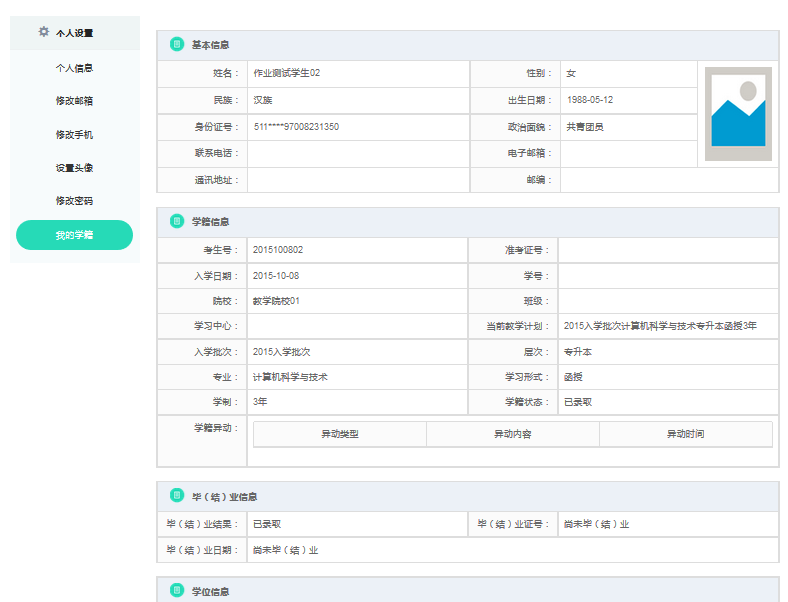 个人设置
个人信息
修改邮箱
修改手机
设置头像
修改密码
我的学籍
基本信息
姓名： 作业测试学生02 性别： 女
民族： 汉族 出生日期： 1988-05-12
身份证号： 511****97008231350 政治面貌： 共青团员
联系电话： 电子邮箱：
通讯地址： 邮编：
学籍信息
考生号： 2015100802 准考证号：
入学日期： 2015-10-08 学号：
院校： 教学院校01 班级：
学习中心： 当前教学计划： 2015入学批次计算机科学与技术专升本函授3年
入学批次： 2015入学批次 层次： 专升本
专业： 计算机科学与技术 学习形式： 函授
学制： 3年 学籍状态： 已录取
学籍异动： 异动类型 异动内容 异动时间
毕（结）业信息
毕（结）业结果： 已录取 毕（结）业证号： 尚未毕（结）业
毕（结）业日期： 尚未毕（结）业
学位信息